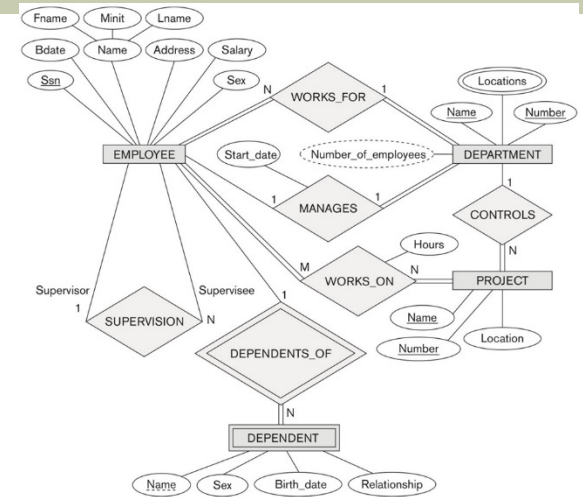 Fname Minit Lname
Bdate Name Address Salary
Ssn Sex
N WORKS_FOR 1
Locations
Name Number
EMPLOYEE Start_date Number_of_employees DEPARTMENT
1 MANAGES 1
1
CONTROLS
N
Hours
M WORKS_ON N PROJECT
Supervisor Supervisee
1 SUPERVISION N
1
Name
Number Location
DEPENDENTS_OF
N
DEPENDENT
Name Sex Birth_date Relationship